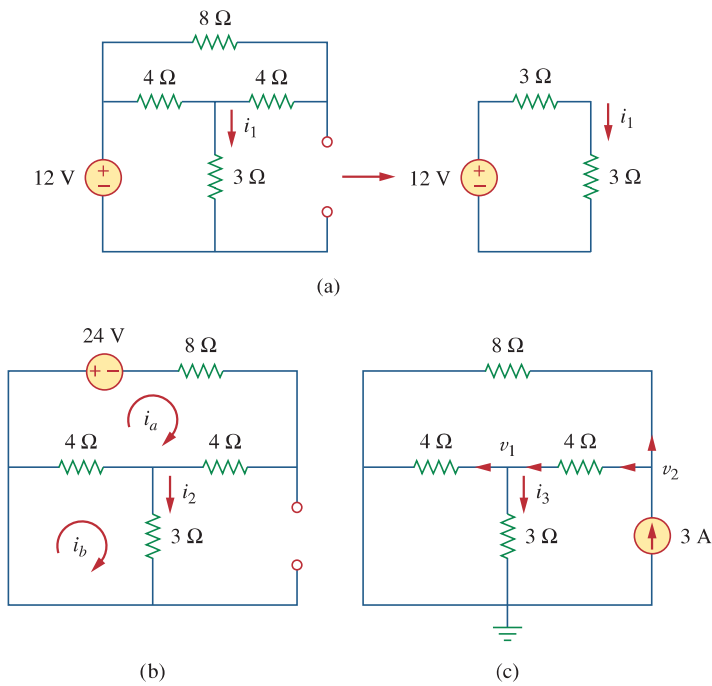 8 Ω
4 Ω 4 Ω 3 Ω
i1 i1
12 V + − 3 Ω 12 V + − 3 Ω
(a)
24 V 8 Ω 8 Ω
+ −
ia
4 Ω 4 Ω 4 Ω v1 4 Ω
i2 i3 v2
ib 3 Ω 3 Ω 3 A
(b) (c)